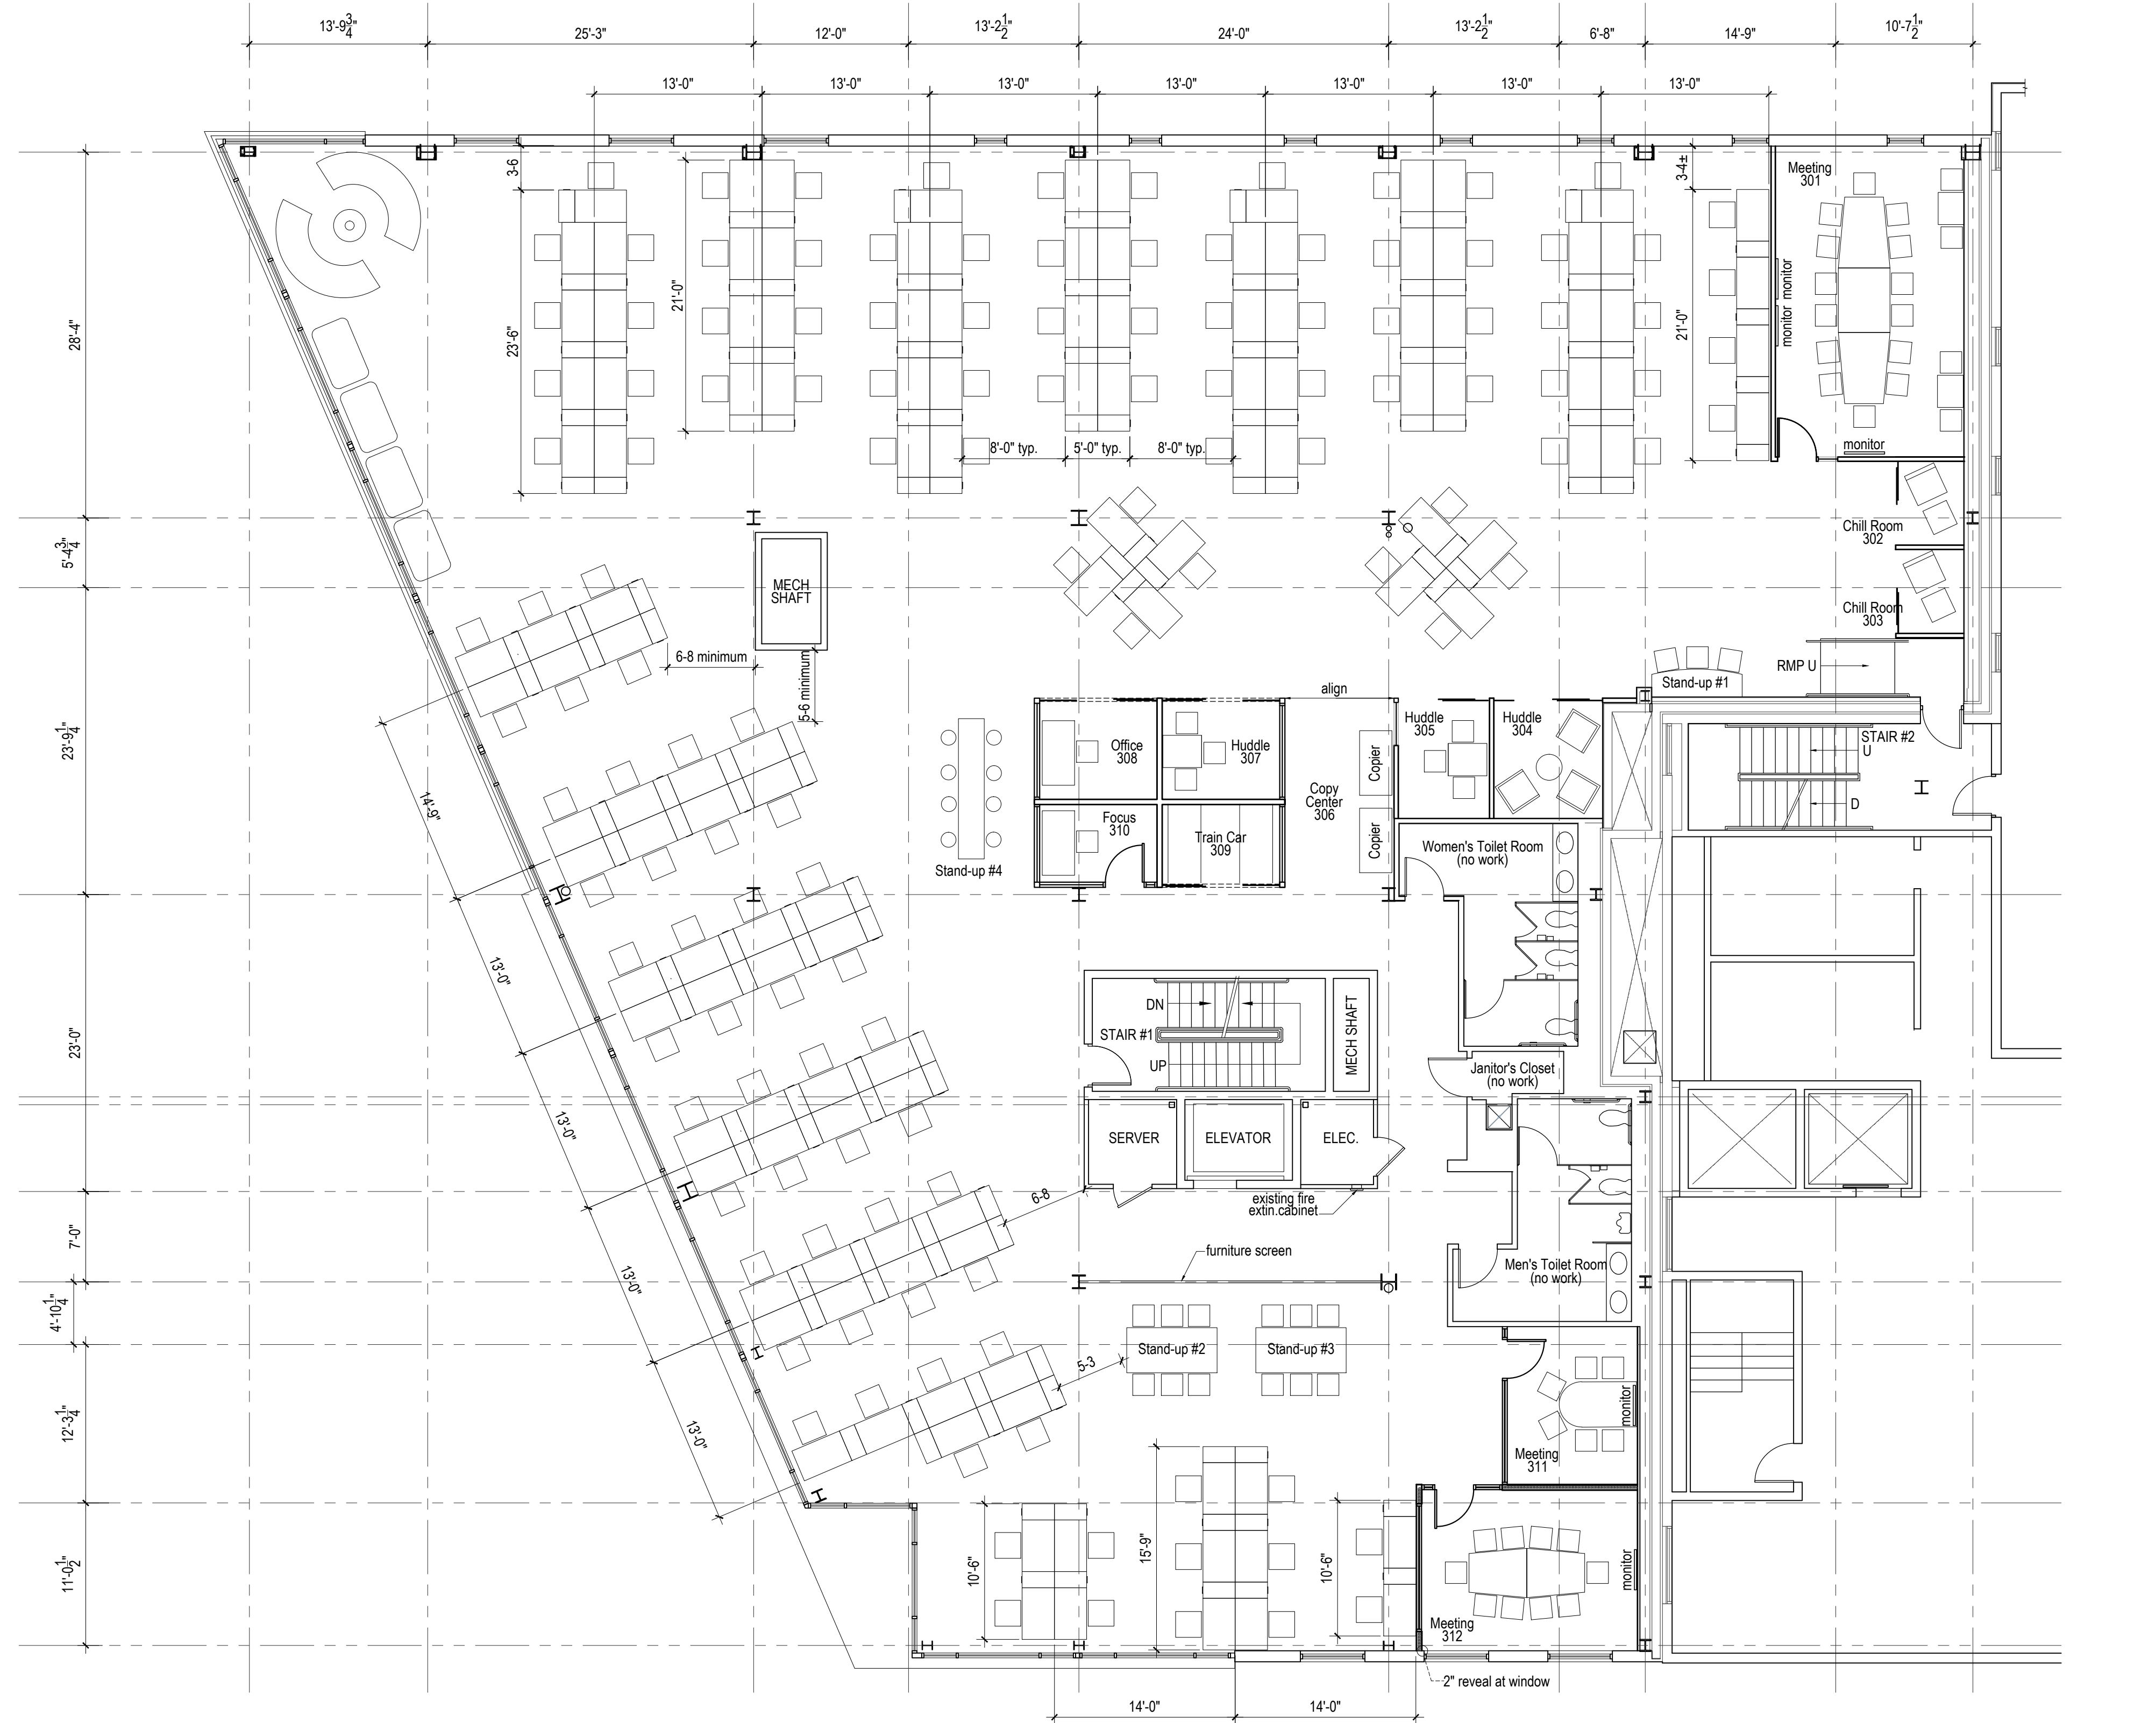 13'-9 3/4"
25'-3"
12'-0"
13'-2 1/2"
24'-0"
13'-2 1/2"
6'-8"
14'-9"
10'-7 1/2"
13'-0"
13'-0"
13'-0"
13'-0"
13'-0"
13'-0"
13'-0"
28'-4"
5'-4 3/4"
23'-9 1/4"
23'-0"
7'-0"
4'-10 1/4"
12'-3 1/4"
11'-0 1/2"
3-6
23'-6"
21'-0"
3-4±
21'-0"
8'-0" typ.
5'-0" typ.
8'-0" typ.
Meeting
301
monitor
monitor
monitor
Chill Room
302
Chill Room
303
RMP U
Stand-up #1
MECH
SHAFT
6-8 minimum
5-6 minimum
align
Office
308
Huddle
307
Huddle
305
Huddle
304
Copier
Copy
Center
306
Copier
Focus
310
Train Car
309
Stand-up #4
STAIR #2
U
D
Women's Toilet Room
(no work)
14'-9"
13'-0"
13'-0"
13'-0"
13'-0"
DN
STAIR #1
UP
MECH SHAFT
Janitor's Closet
(no work)
SERVER
ELEVATOR
ELEC.
6-8
existing fire
extin.cabinet
furniture screen
Men's Toilet Room
(no work)
Stand-up #2
Stand-up #3
5-3
monitor
Meeting
311
10'-6"
15'-9"
10'-6"
monitor
Meeting
312
2" reveal at window
14'-0"
14'-0"